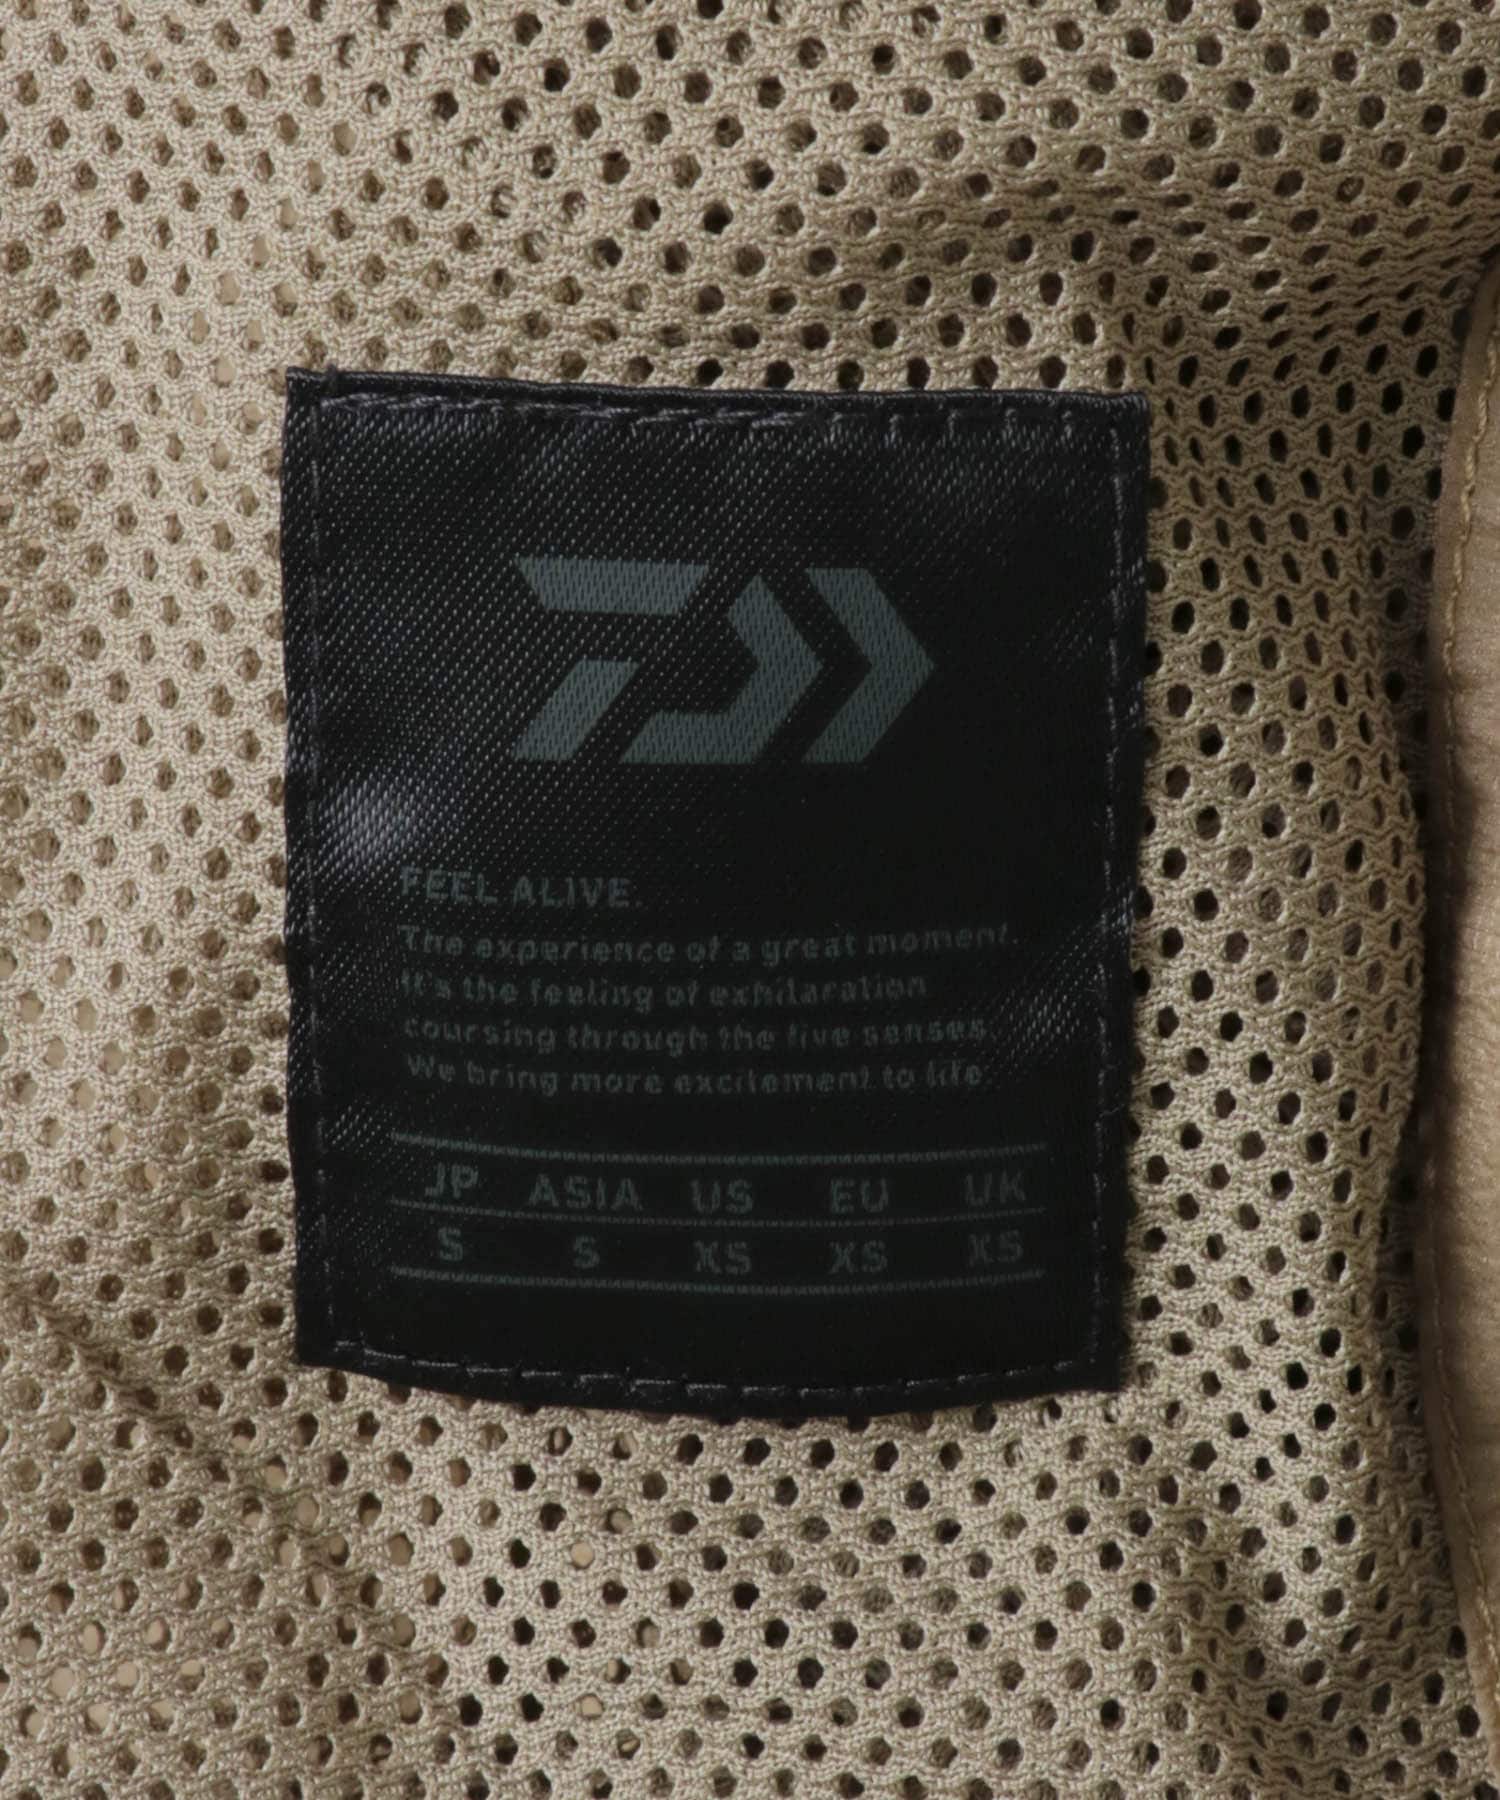 FEEL ALIVE.
The experience of a great moment.
It's the feeling of exhilaration
coursing through the five senses.
We bring more excitement to life.
JP ASIA US EU UK
S S XS XS XS